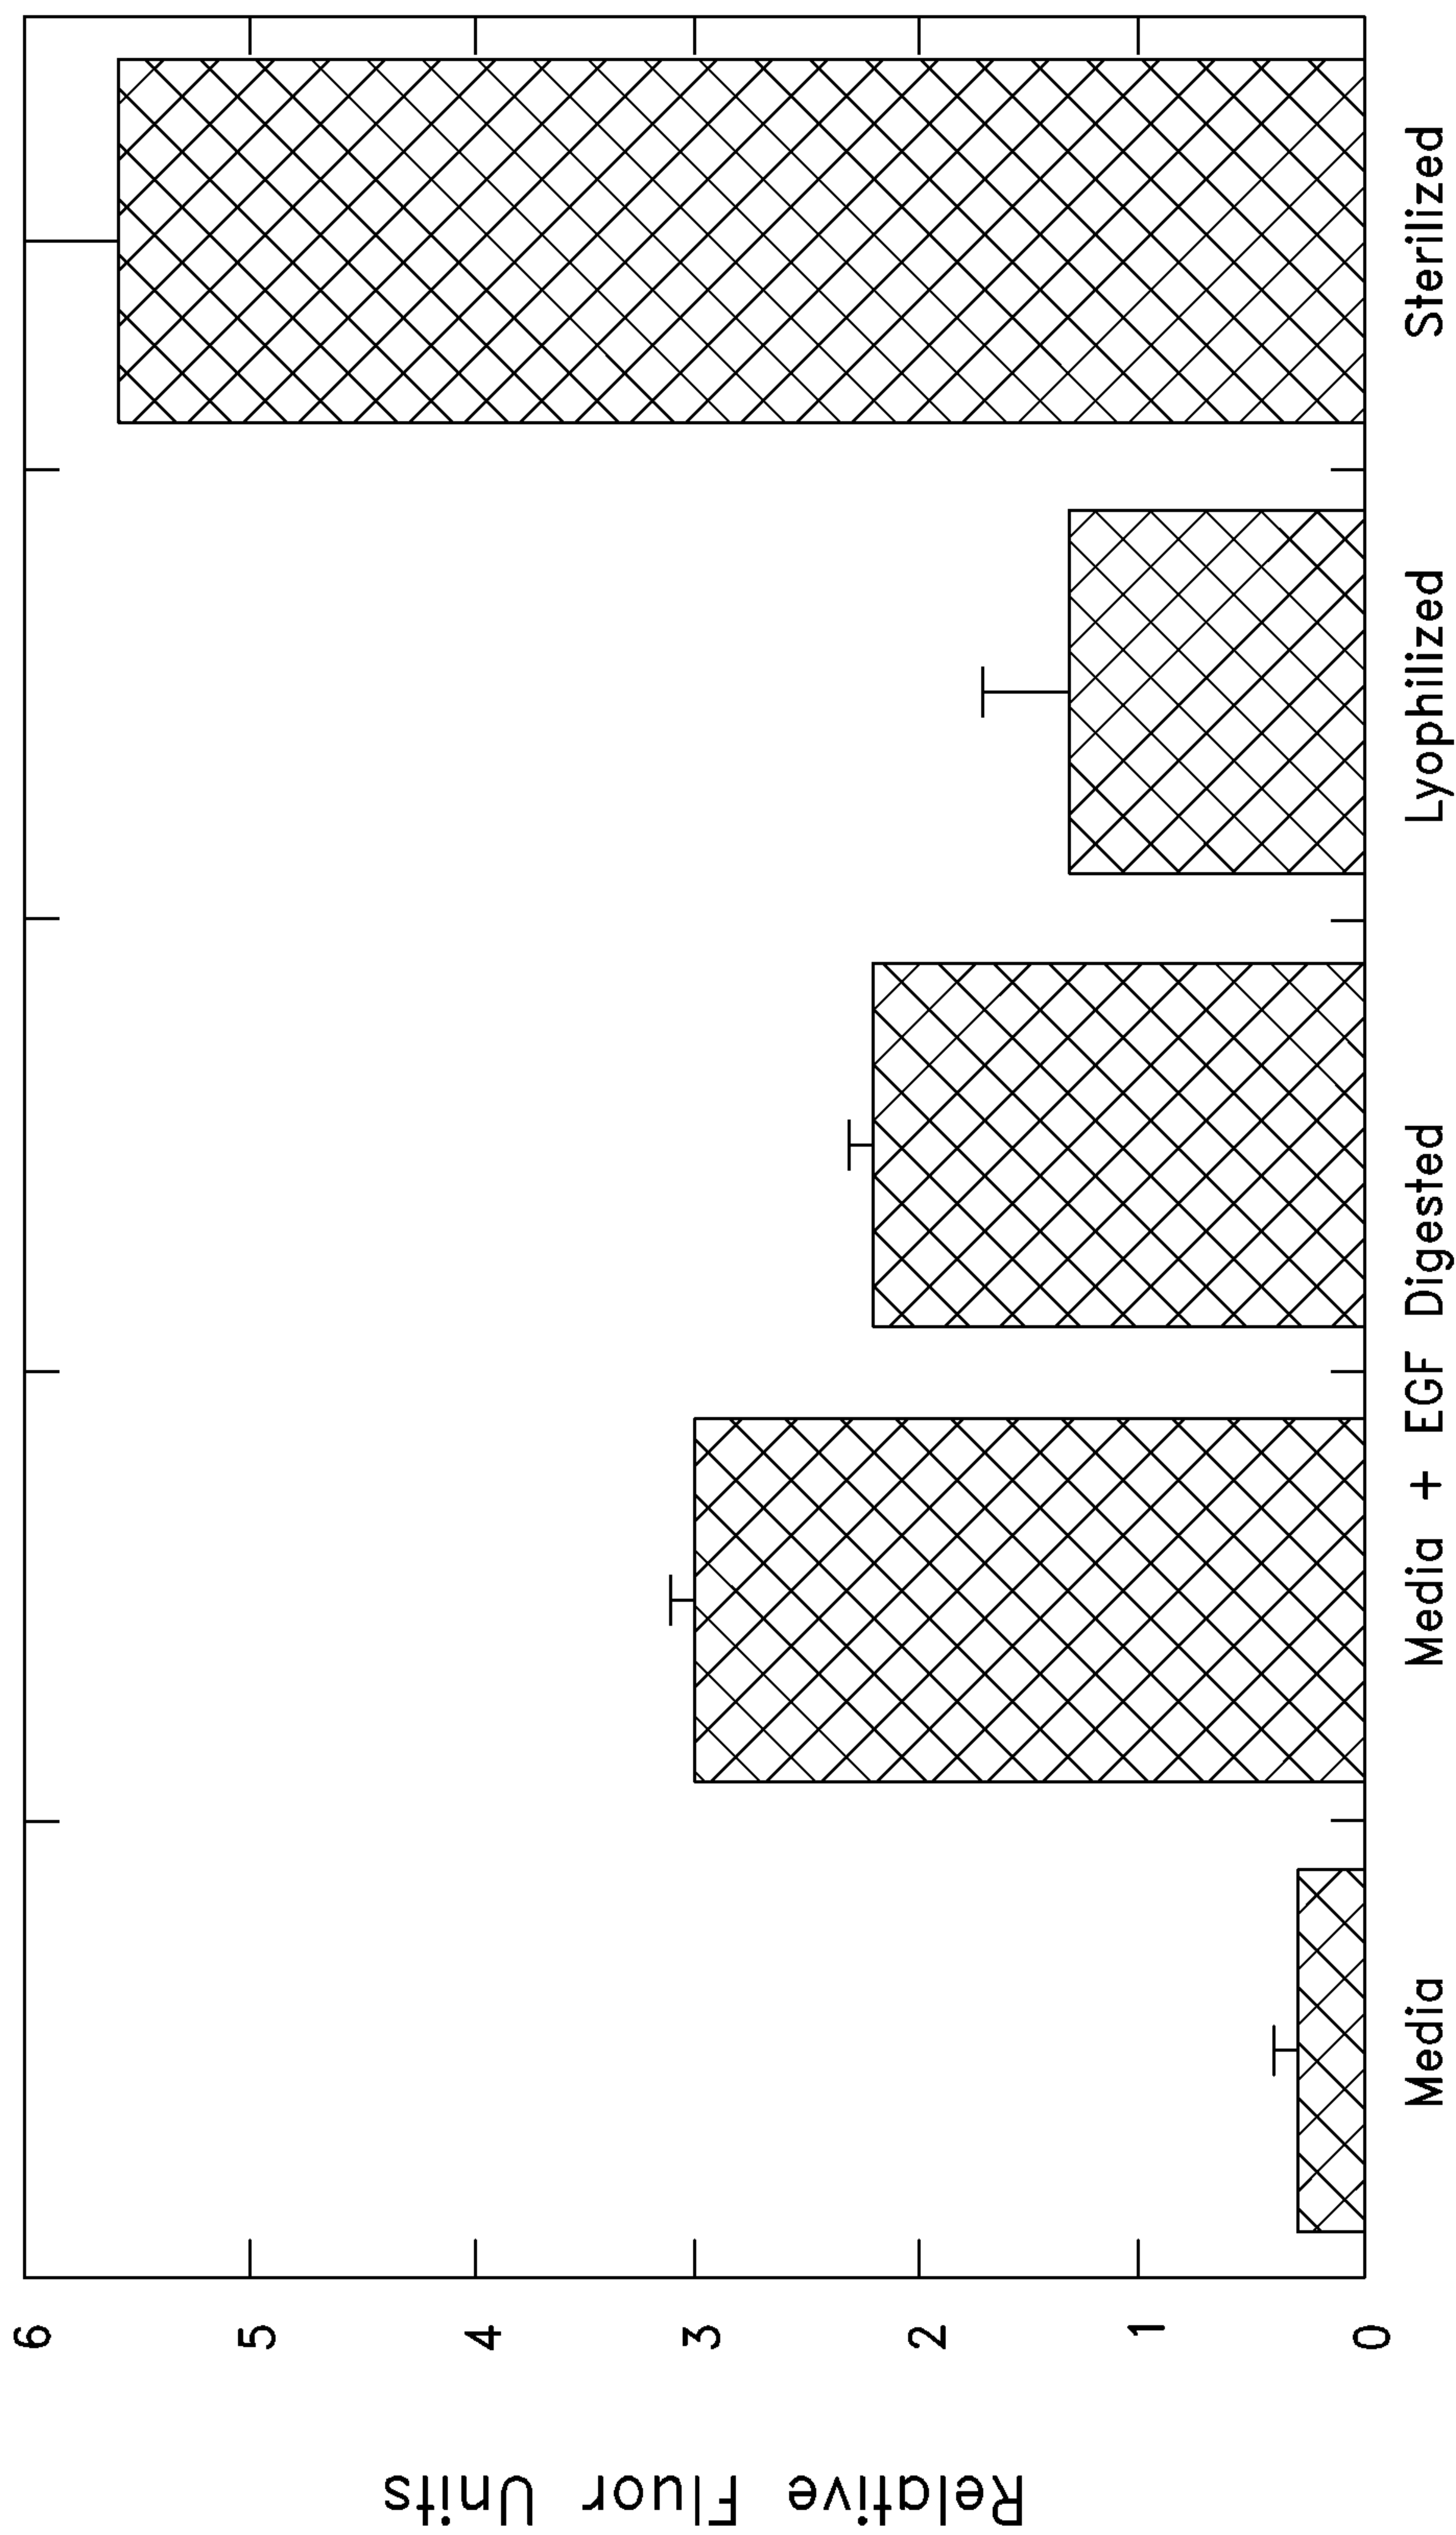 Relative Fluor Units
6
5
4
3
2
1
0
Media
Media + EGF
Digested
Lyophilized
Sterilized